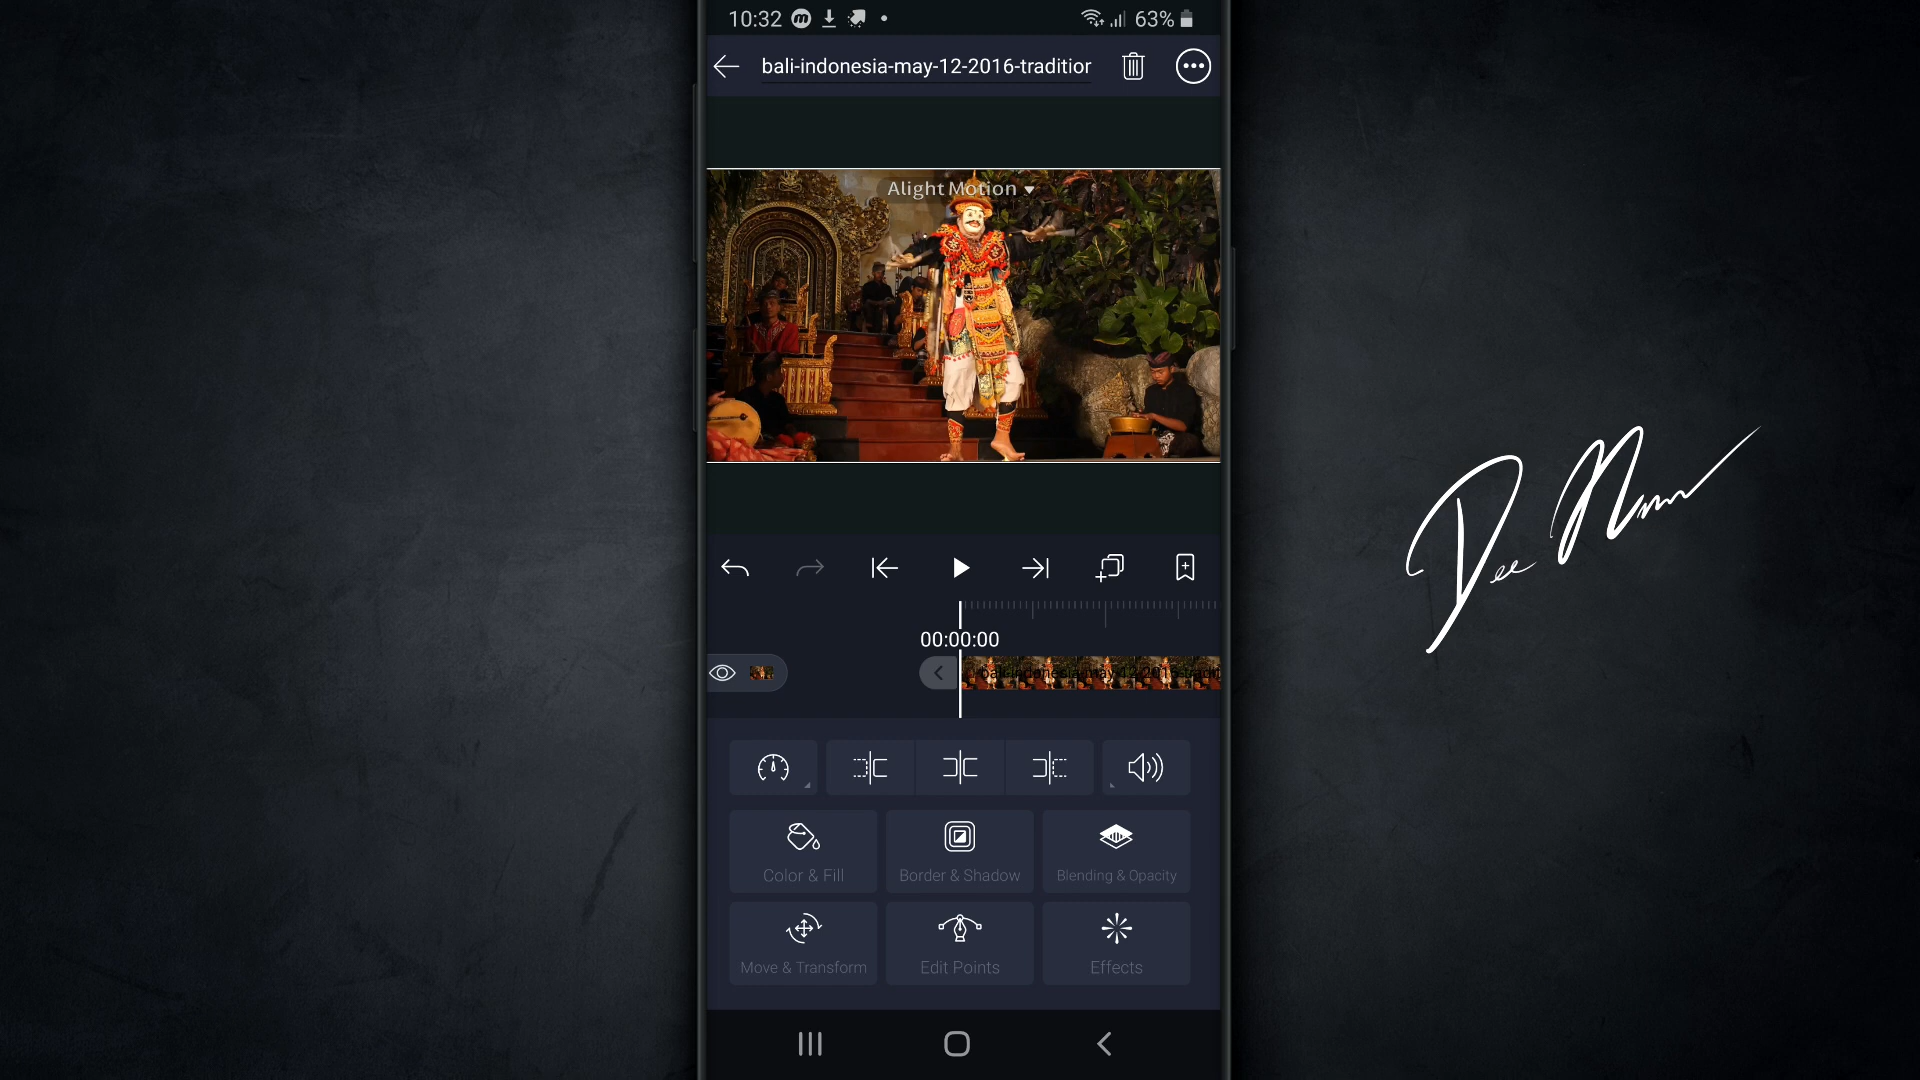 10:32
63%
bali-indonesia-may-12-2016-traditior
Alight Motion
00:00:00
Color & Fill
Border & Shadow
Blending & Opacity
Move & Transform
Edit Points
Effects
Dee